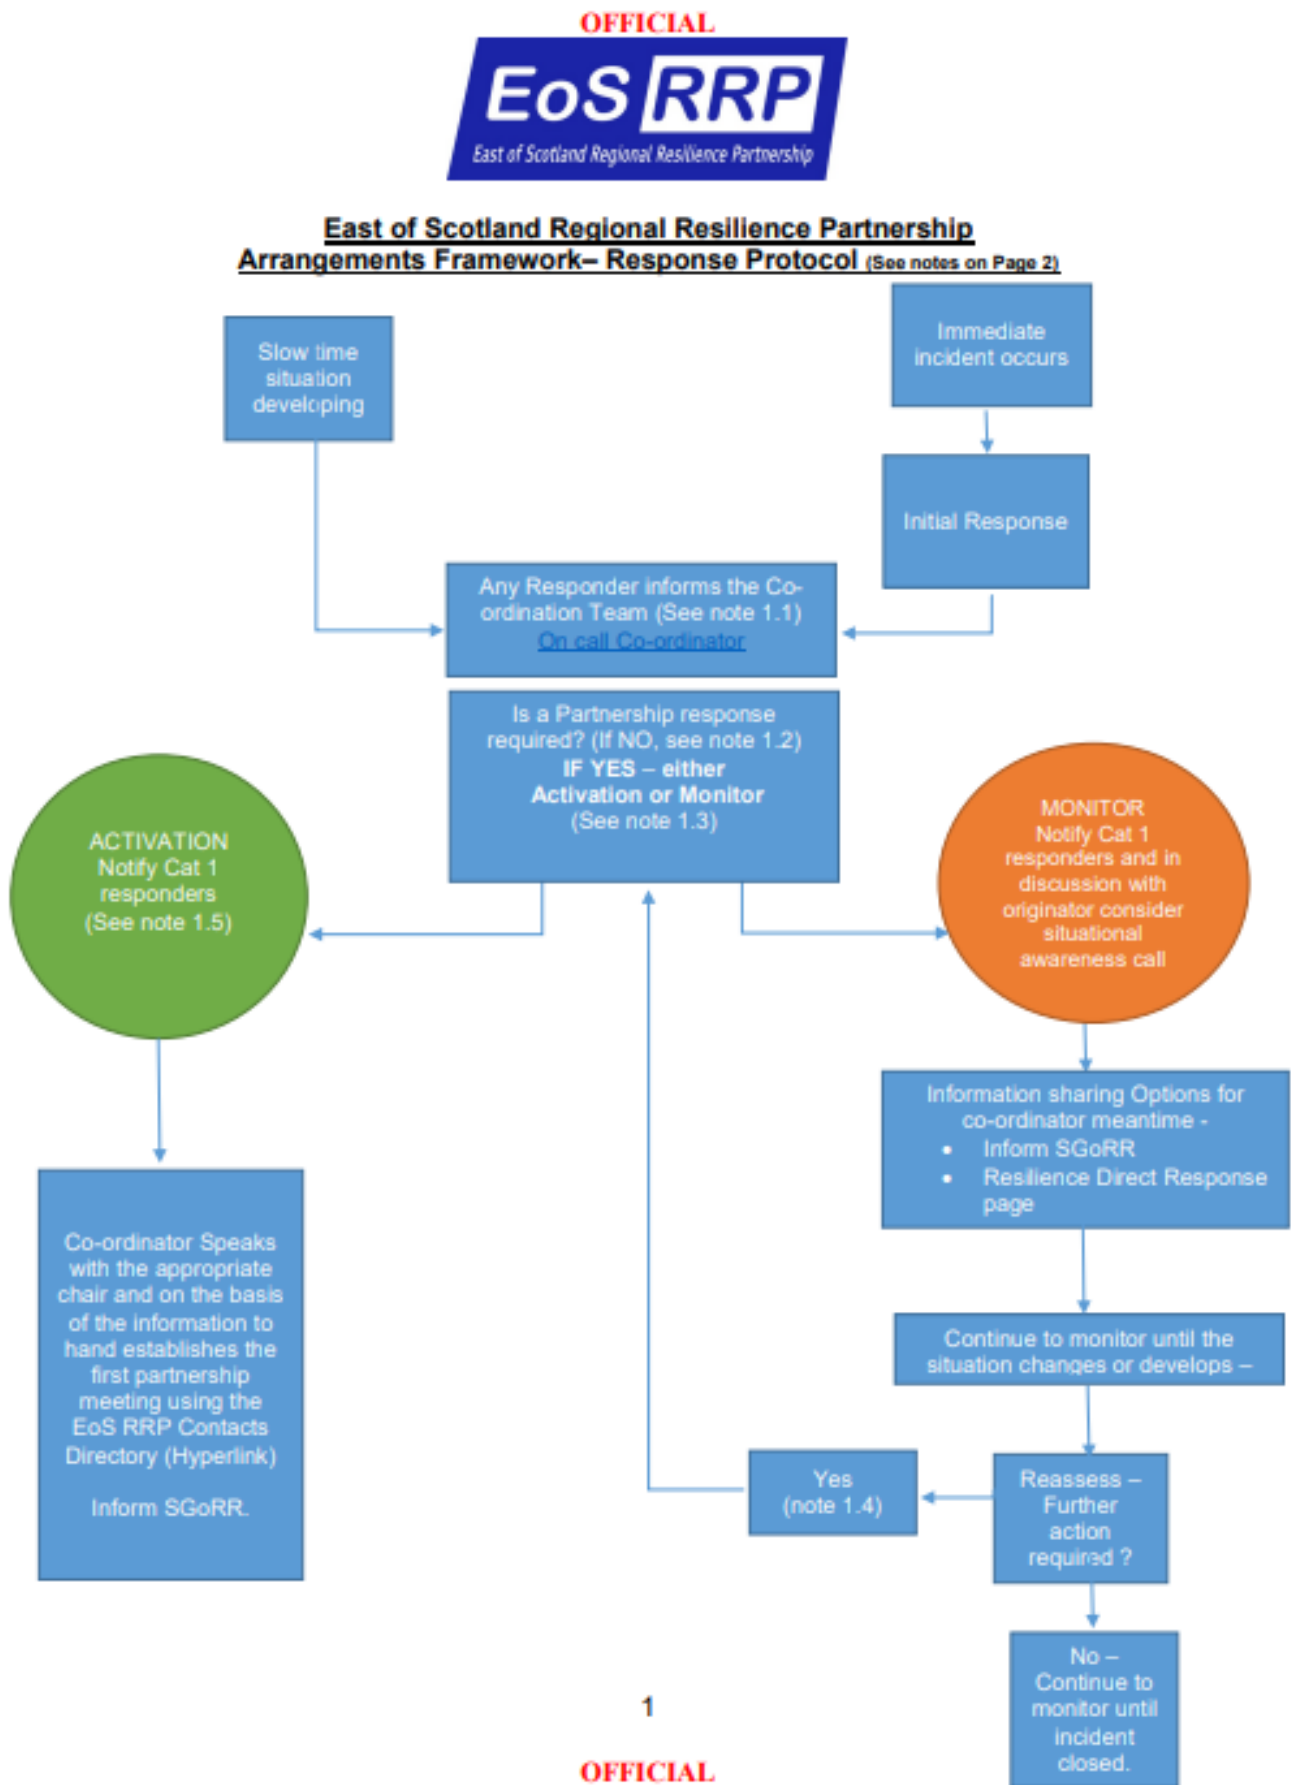 OFFICIAL
EoS RRP
East of Scotland Regional Resilience Partnership
East of Scotland Regional Resilience Partnership
Arrangements Framework– Response Protocol (See notes on Page 2)
Slow time
situation
developing
Immediate
incident occurs
Initial Response
Any Responder informs the Co-
ordination Team (See note 1.1)
On call Co-ordinator
Is a Partnership response
required? (If NO, see note 1.2)
IF YES – either
Activation or Monitor
(See note 1.3)
ACTIVATION
Notify Cat 1
responders
(See note 1.5)
MONITOR
Notify Cat 1
responders and in
discussion with
originator consider
situational
awareness call
Information sharing Options for
co-ordinator meantime -
• Inform SGoRR
• Resilience Direct Response
page
Co-ordinator Speaks
with the appropriate
chair and on the basis
of the information to
hand establishes the
first partnership
meeting using the
EoS RRP Contacts
Directory (Hyperlink)
Inform SGoRR.
Continue to monitor until the
situation changes or develops –
Yes
(note 1.4)
Reassess –
Further
action
required ?
No –
Continue to
monitor until
incident
closed.
1
OFFICIAL